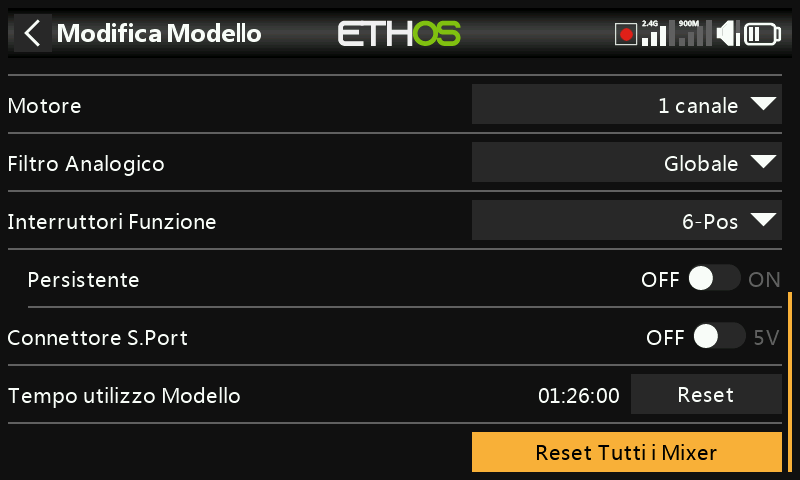 Modifica Modello ETHOS 2.4G 900M
Motore 1 canale
Filtro Analogico Globale
Interruttori Funzione 6-Pos
Persistente OFF ON
Connettore S.Port OFF 5V
Tempo utilizzo Modello 01:26:00 Reset
Reset Tutti i Mixer